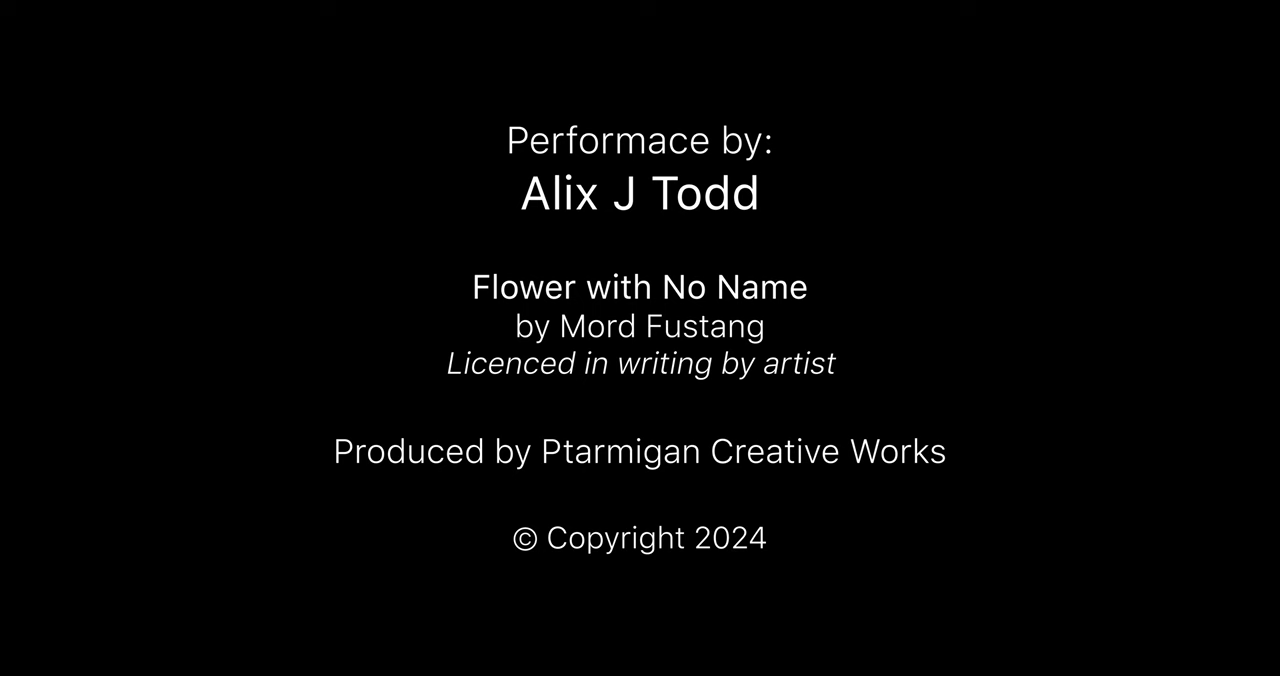 Performace by:
Alix J Todd
Flower with No Name
by Mord Fustang
Licenced in writing by artist
Produced by Ptarmigan Creative Works
© Copyright 2024